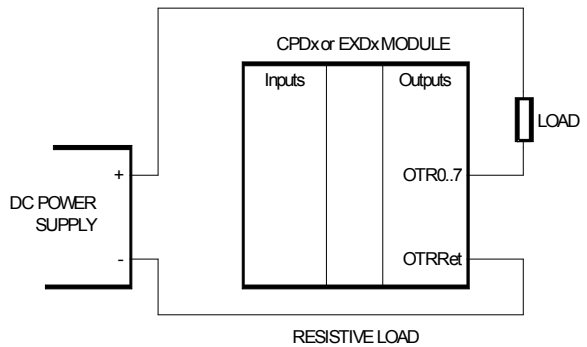 CPDx or EXDx MODULE
Inputs
Outputs
LOAD
+
OTR0..7
DC POWER
SUPPLY
-
OTRRet
RESISTIVE LOAD